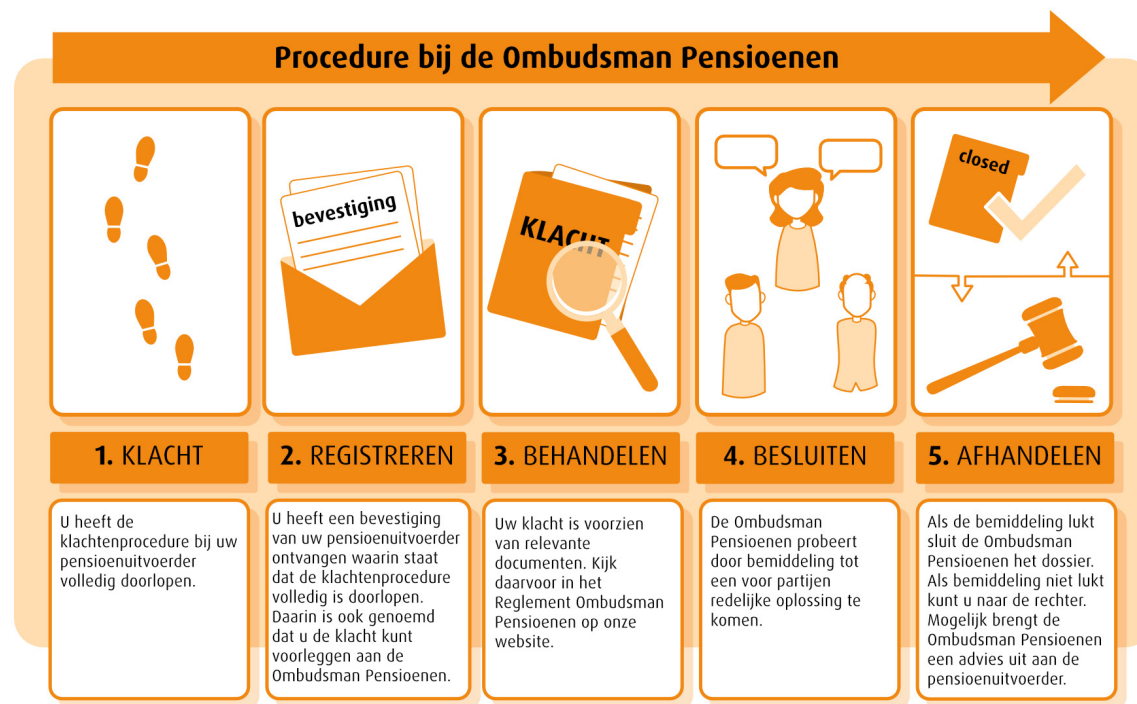 Procedure bij de Ombudsman Pensioenen
bevestiging
KLACHT
closed
1. KLACHT
U heeft de
klachtenprocedure bij uw
pensioenuitvoerder
volledig doorlopen.
2. REGISTREREN
U heeft een bevestiging
van uw pensioenuitvoerder
ontvangen waarin staat
dat de klachtenprocedure
volledig is doorlopen.
Daarin is ook genoemd
dat u de klacht kunt
voorleggen aan de
Ombudsman Pensioenen.
3. BEHANDELEN
Uw klacht is voorzien
van relevante
documenten. Kijk
daarvoor in het
Reglement Ombudsman
Pensioenen op onze
website.
4. BESLUITEN
De Ombudsman
Pensioenen probeert
door bemiddeling tot
een voor partijen
redelijke oplossing te
komen.
5. AFHANDELEN
Als de bemiddeling lukt
sluit de Ombudsman
Pensioenen het dossier.
Als bemiddeling niet lukt
kunt u naar de rechter.
Mogelijk brengt de
Ombudsman Pensioenen
een advies uit aan de
pensioenuitvoerder.